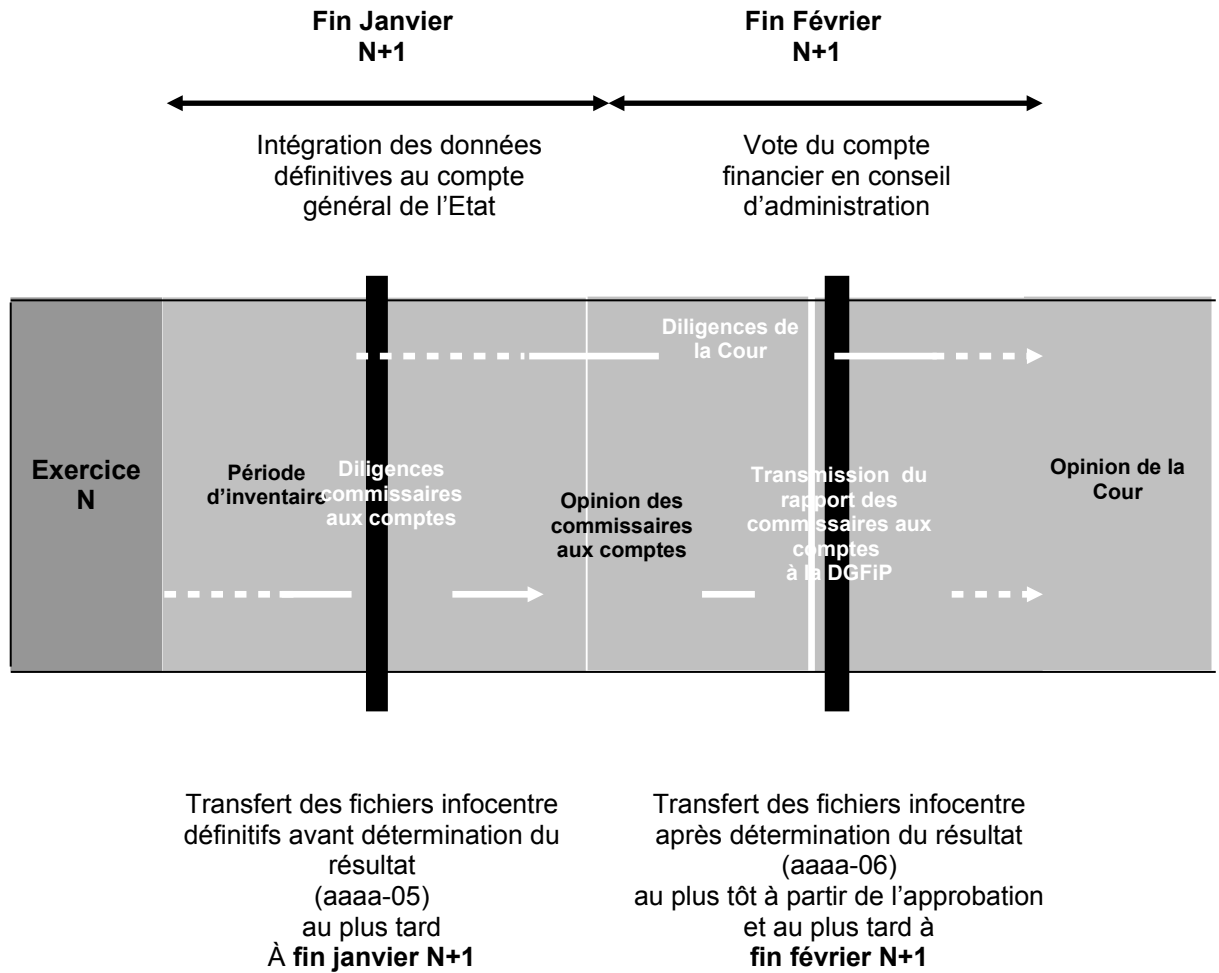 Fin Janvier
N+1
Fin Février
N+1
Intégration des données
définitives au compte
général de l'Etat
Vote du compte
financier en conseil
d'administration
Diligences de
la Cour
Exercice
N
Période
d'inventaire
Diligences
commissaires
aux comptes
Opinion des
commissaires
aux comptes
Transmission du
rapport des
commissaires aux
comptes
à la DGFiP
Opinion de la
Cour
Transfert des fichiers infocentre
définitifs avant détermination du
résultat
(aaaa-05)
au plus tard
À fin janvier N+1
Transfert des fichiers infocentre
après détermination du résultat
(aaaa-06)
au plus tôt à partir de l'approbation
et au plus tard à
fin février N+1